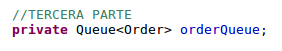 //TERCERA PARTE
private Queue<Order> orderQueue;